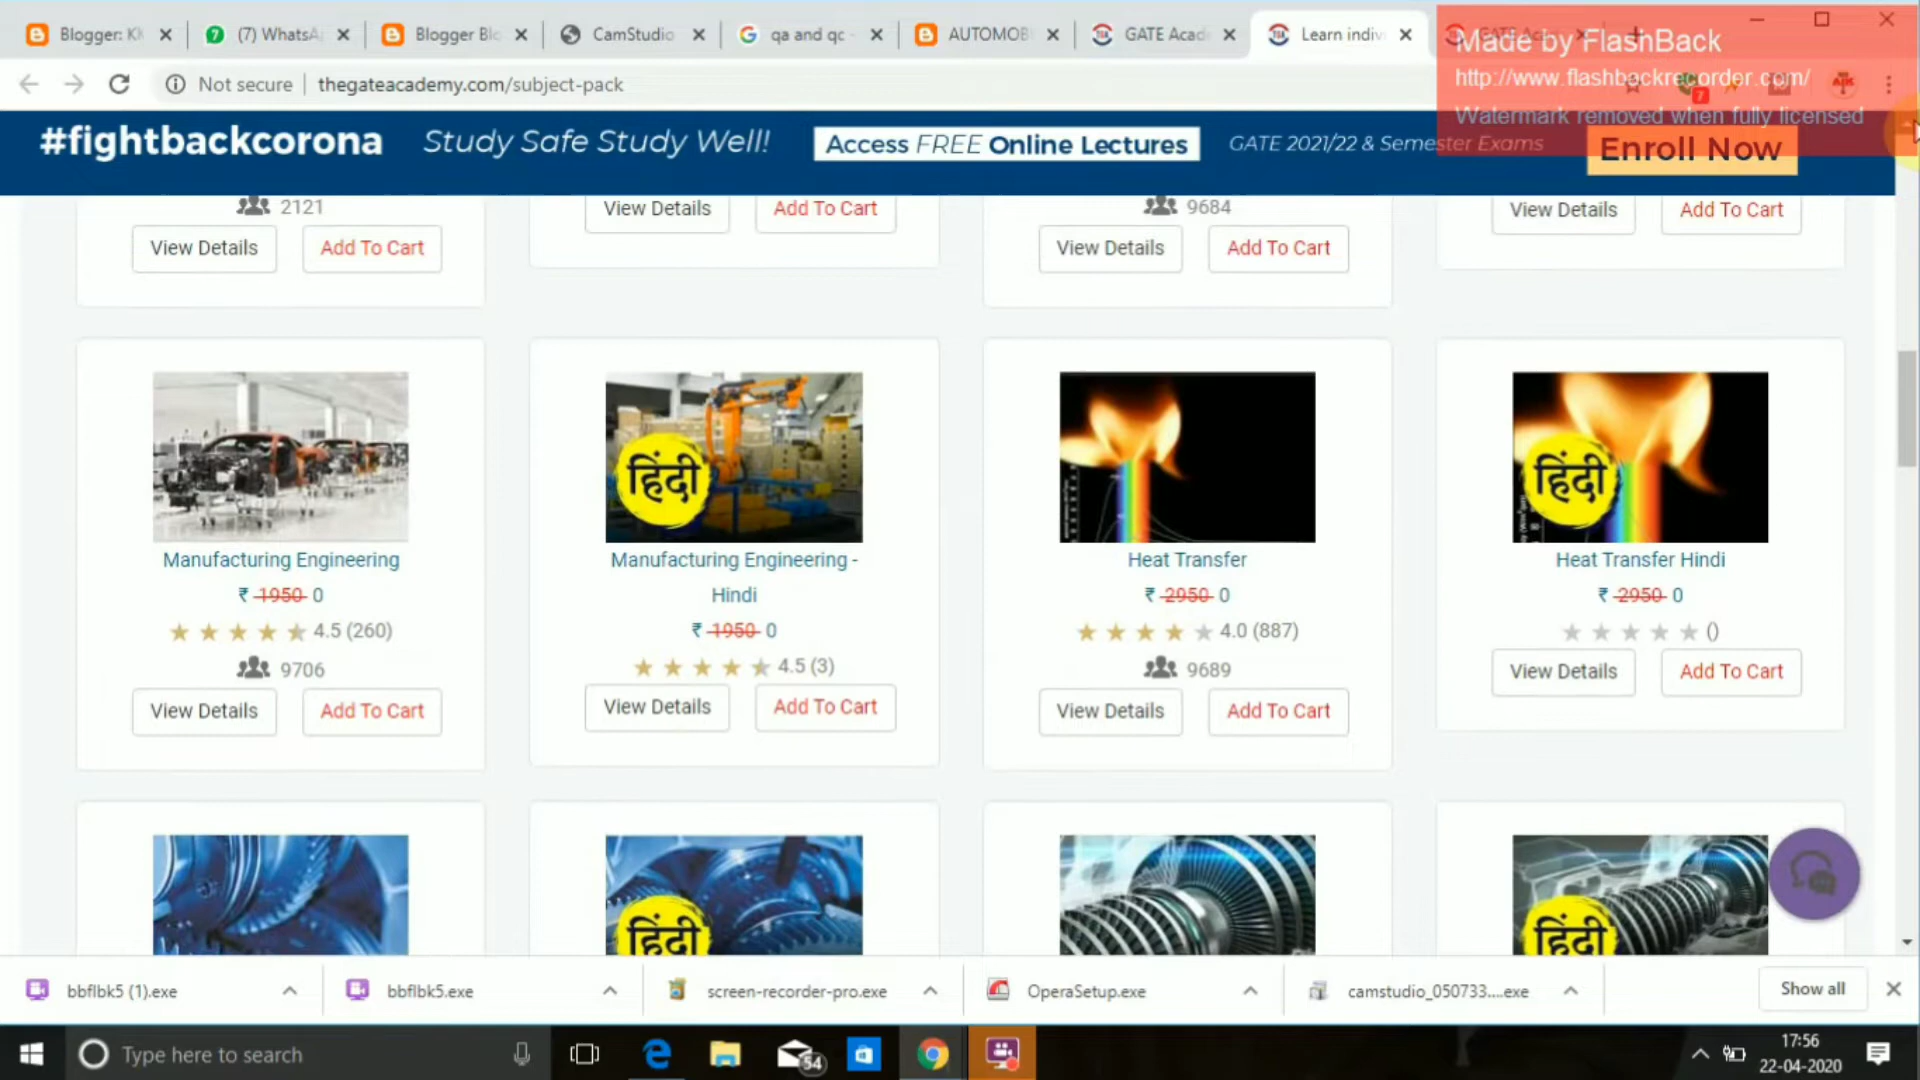 Blogger: K
(7) WhatsA
Blogger Blo
CamStudio
qa and qc -
AUTOMOB
GATE Acad
Learn indiv
Made by FlashBack
http://www.flashbackrecorder.com/
Watermark removed when fully licensed
Not secure thegateacademy.com/subject-pack
7
#fightbackcorona Study Safe Study Well! Access FREE Online Lectures GATE 2021/22 & Semester Exams Enroll Now
2121
View Details Add To Cart
View Details Add To Cart
9684
View Details Add To Cart
View Details Add To Cart
Manufacturing Engineering
₹ 1950 0
4.5 (260)
9706
View Details Add To Cart
हिंदी
Manufacturing Engineering -
Hindi
₹ 1950 0
4.5 (3)
View Details Add To Cart
Heat Transfer
₹ 2950 0
4.0 (887)
9689
View Details Add To Cart
हिंदी
Heat Transfer Hindi
₹ 2950 0
()
View Details Add To Cart
हिंदी
हिंदी
bbflbk5 (1).exe
bbflbk5.exe
screen-recorder-pro.exe
OperaSetup.exe
camstudio_050733....exe
Show all
Type here to search
54
17:56
22-04-2020